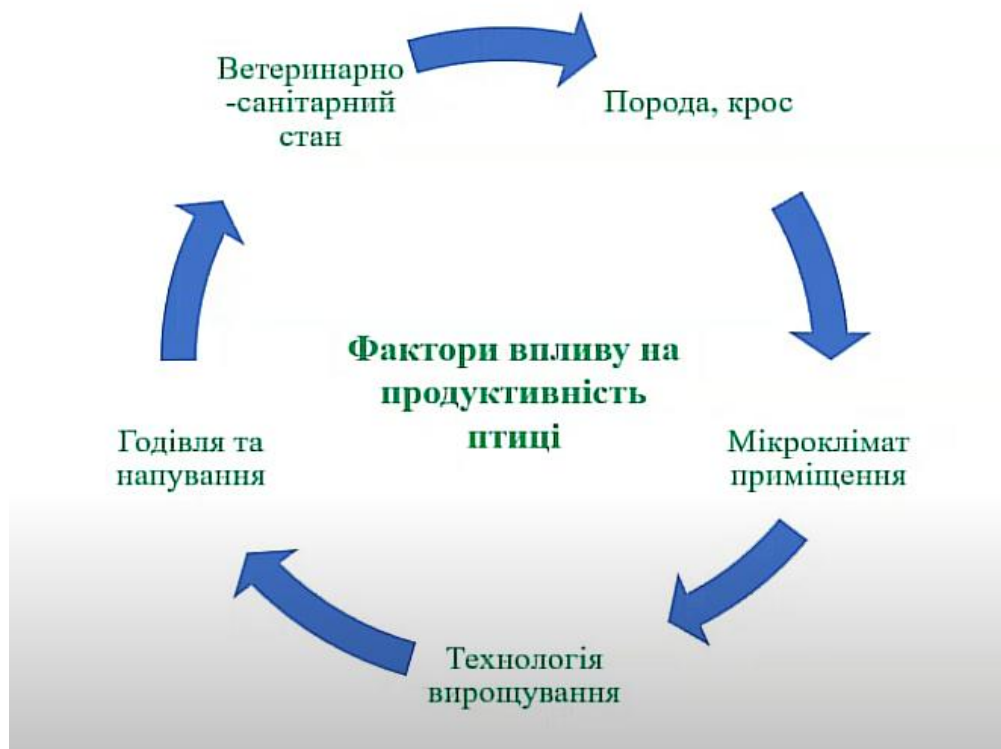 Ветеринарно
-санітарний
стан
Порода, крос
Фактори впливу на
продуктивність
птиці
Годівля та
напування
Мікроклімат
приміщення
Технологія
вирощування